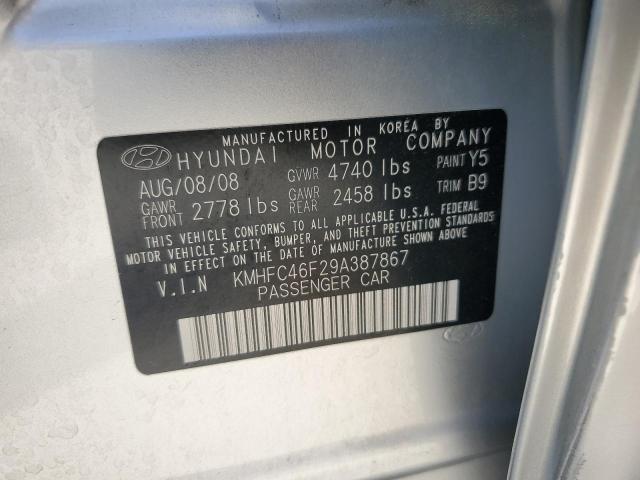 MANUFACTURED IN KOREA BY
HYUNDAI MOTOR COMPANY
AUG/08/08 GVWR 4740 lbs PAINT Y5
GAWR FRONT 2778 lbs GAWR REAR 2458 lbs TRIM B9
THIS VEHICLE CONFORMS TO ALL APPLICABLE U.S.A. FEDERAL
MOTOR VEHICLE SAFETY, BUMPER, AND THEFT PREVENTION STANDARDS
IN EFFECT ON THE DATE OF MANUFACTURE SHOWN ABOVE.
V.I.N KMHFC46F29A387867
PASSENGER CAR